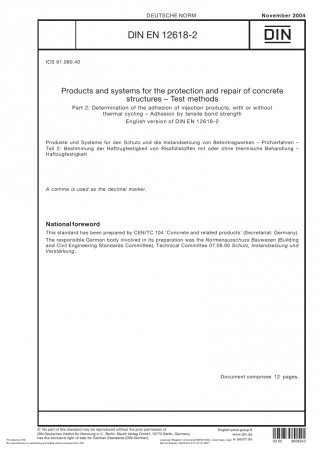 DEUTSCHE NORM
November 2004
DIN EN 12618-2
DIN
ICS 91.080.40
Products and systems for the protection and repair of concrete
structures – Test methods
Part 2: Determination of the adhesion of injection products, with or without
thermal cycling – Adhesion by tensile bond strength
English version of DIN EN 12618-2
Produkte und Systeme für den Schutz und die Instandsetzung von Betontragwerken – Prüfverfahren –
Teil 2: Bestimmung der Haftzugfestigkeit von Rissfüllstoffen mit oder ohne thermische Behandlung –
Haftzugfestigkeit
A comma is used as the decimal marker.
National foreword
This standard has been prepared by CEN/TC 104 'Concrete and related products' (Secretariat: Germany).
The responsible German body involved in its preparation was the Normenausschuss Bauwesen (Building
and Civil Engineering Standards Committee), Technical Committee 07.06.00 Schutz, Instandsetzung und
Verstärkung.
Document comprises 12 pages.
© No part of this standard may be reproduced without the prior permission of
DIN Deutsches Institut für Normung e.V., Berlin. Beuth Verlag GmbH, 10772 Berlin, Germany,
has the exclusive right of sale for German Standards (DIN-Normen).
English price group 9
www.din.de
www.beuth.de